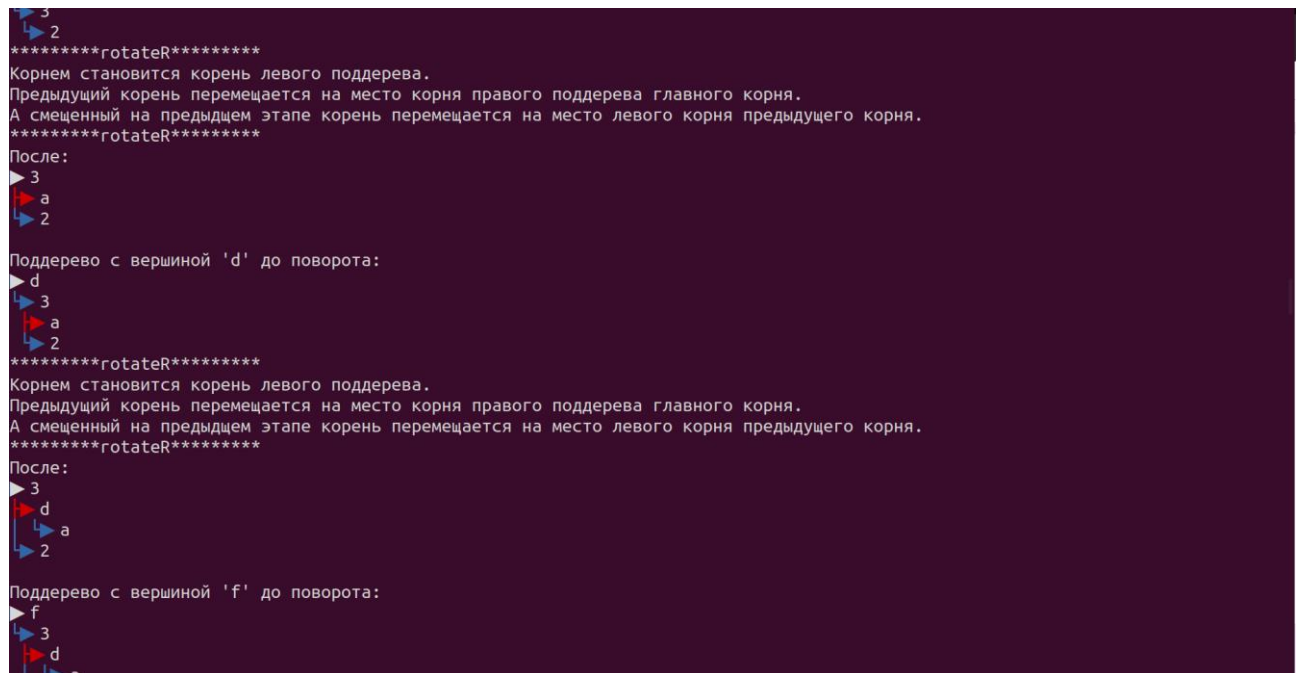 3
2
*********rotateR*********
Корнем становится корень левого поддерева.
Предыдущий корень перемещается на место корня правого поддерева главного корня.
А смещенный на предыдщем этапе корень перемещается на место левого корня предыдущего корня.
*********rotateR*********
После:
3
a
2
Поддерево с вершиной 'd' до поворота:
d
3
a
2
*********rotateR*********
Корнем становится корень левого поддерева.
Предыдущий корень перемещается на место корня правого поддерева главного корня.
А смещенный на предыдщем этапе корень перемещается на место левого корня предыдущего корня.
*********rotateR*********
После:
3
d
a
2
Поддерево с вершиной 'f' до поворота:
f
3
d